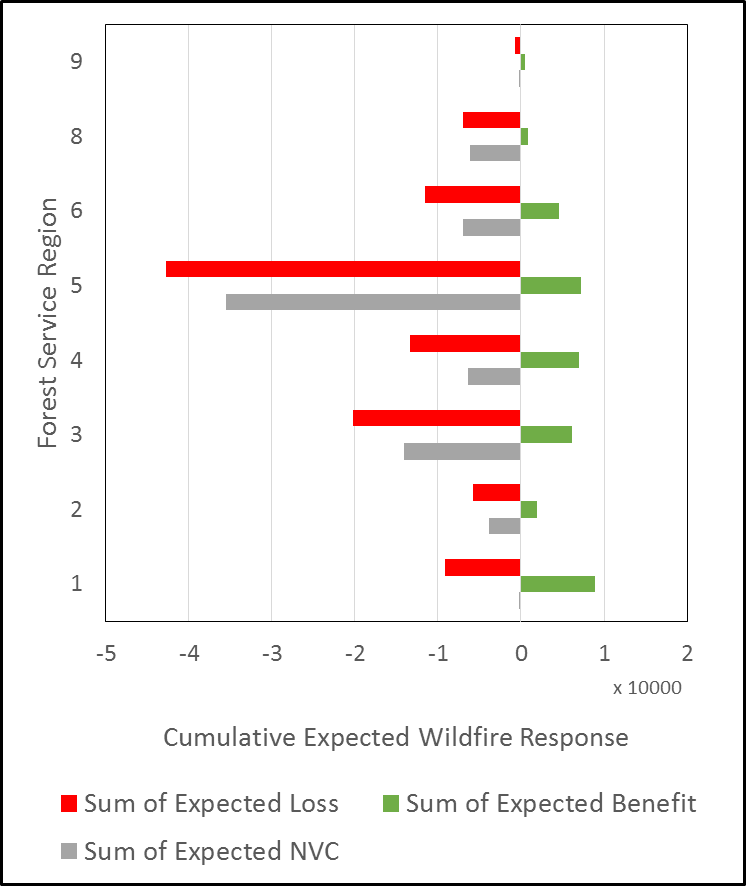 9
8
6
5
4
3
2
1
Forest Service Region
-5 -4 -3 -2 -1 0 1 2
x 10000
Cumulative Expected Wildfire Response
Sum of Expected Loss Sum of Expected Benefit
Sum of Expected NVC